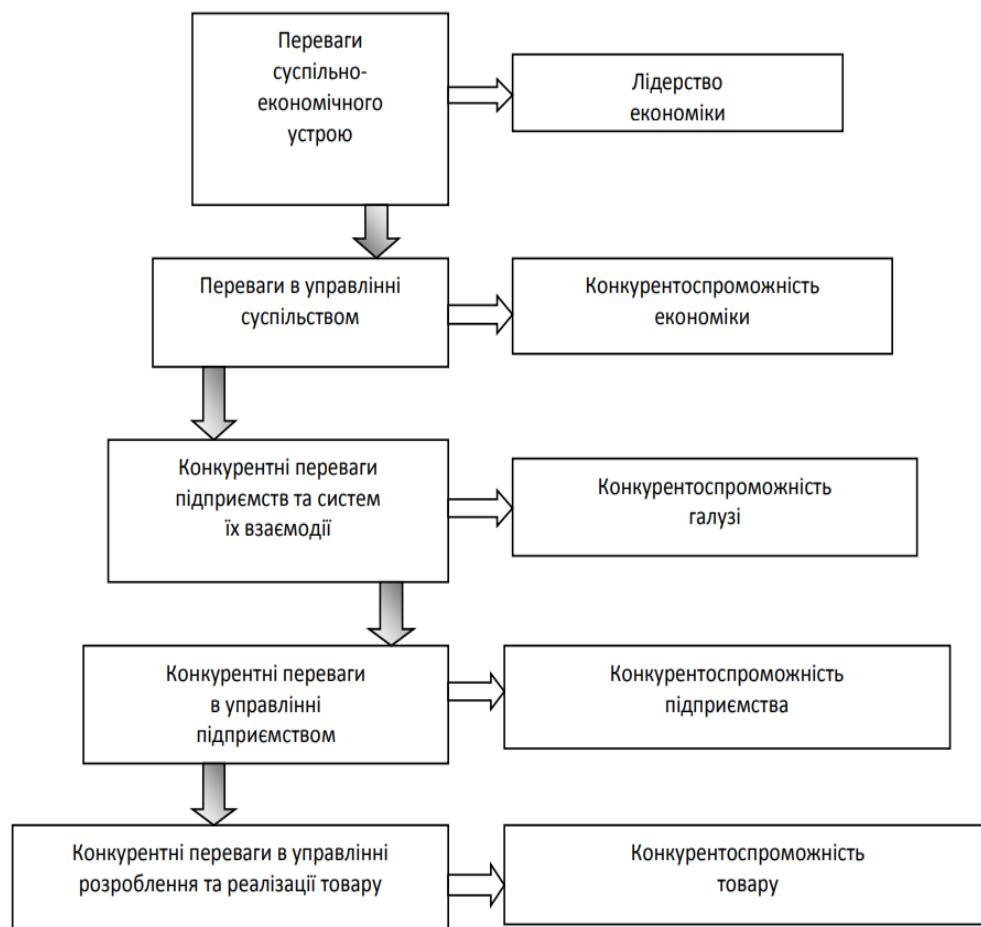 Переваги
суспільно-
економічного
устрою
Лідерство
економіки
Переваги в управлінні
суспільством
Конкурентоспроможність
економіки
Конкурентні переваги
підприємств та систем
їх взаємодії
Конкурентоспроможність
галузі
Конкурентні переваги
в управлінні
підприємством
Конкурентоспроможність
підприємства
Конкурентні переваги в управлінні
розроблення та реалізації товару
Конкурентоспроможність
товару